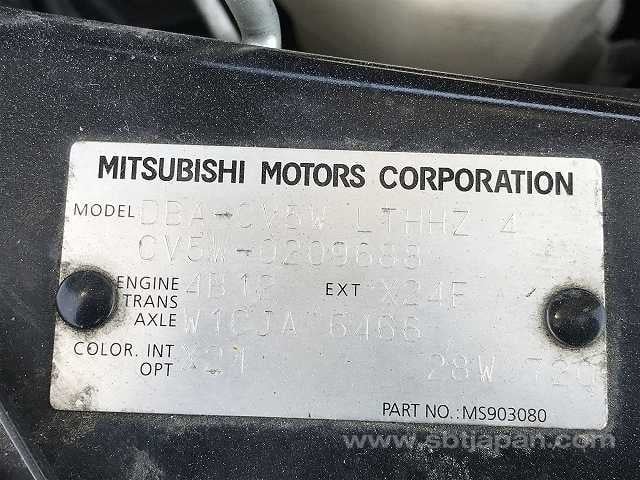 MITSUBISHI MOTORS CORPORATION
MODEL DBA-CV5W LTHHZ 4
CV5W-0209688
ENGINE 4B12 EXT X24F
TRANS
AXLE W1CJA 6466
COLOR. INT X21 28W T2G
OPT
PART NO.:MS903080
www.sbtjapan.com